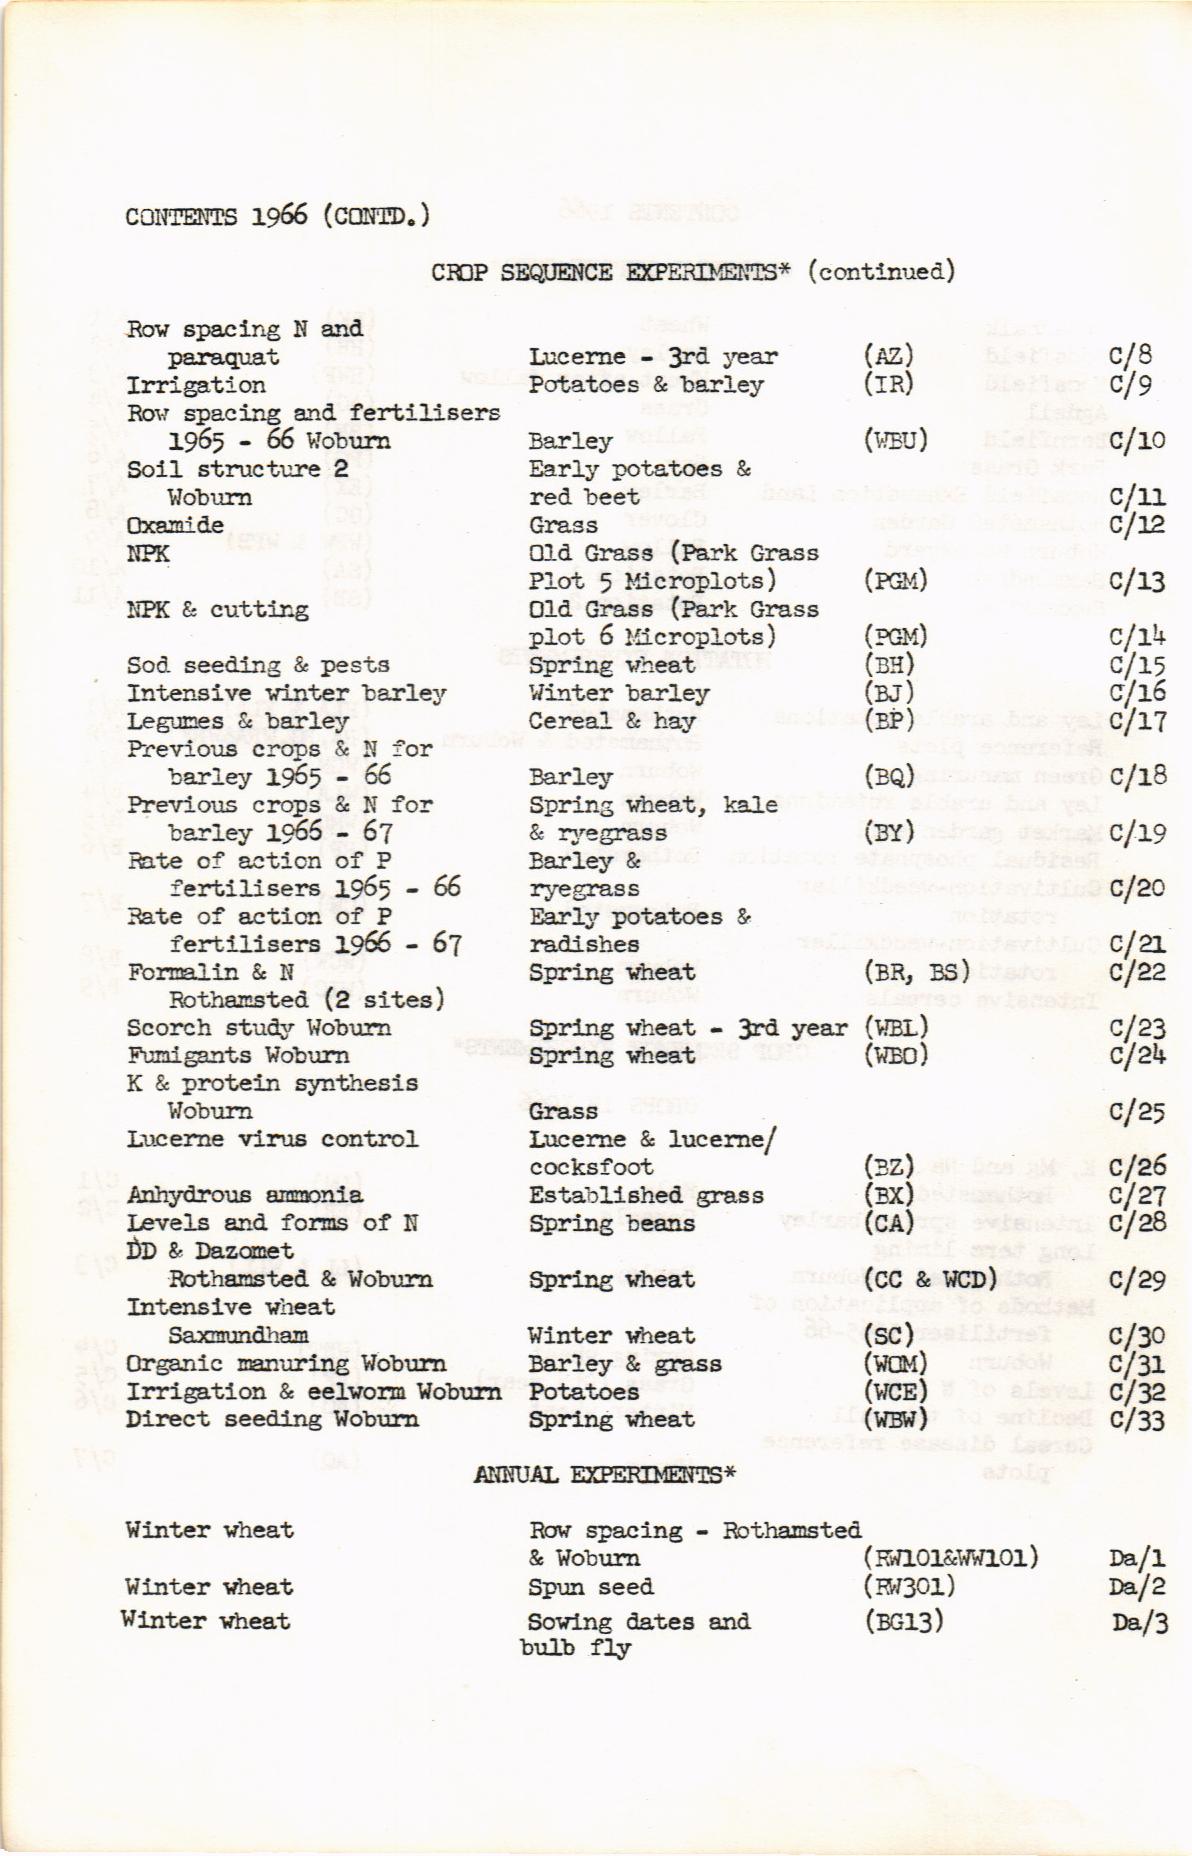 CONTENTS 1966 (CONTD.)
CROP SEQUENCE EXPERIMENTS* (continued)
Row spacing N and
paraquat Lucerne - 3rd year (AZ) C/8
Irrigation Potatoes & barley (IR) C/9
Row spacing and fertilisers
1965 - 66 Woburn Barley (WBU) C/10
Soil structure 2 Early potatoes &
Woburn red beet C/11
Oxamide Grass C/12
NPK Old Grass (Park Grass
Plot 5 Microplots) (PGM) C/13
NPK & cutting Old Grass (Park Grass
plot 6 Microplots) (PGM) C/14
Sod seeding & pests Spring wheat (BH) C/15
Intensive winter barley Winter barley (BJ) C/16
Legumes & barley Cereal & hay (BP) C/17
Previous crops & N for
barley 1965 - 66 Barley (BQ) C/18
Previous crops & N for Spring wheat, kale
barley 1966 - 67 & ryegrass (BY) C/19
Rate of action of P Barley &
fertilisers 1965 - 66 ryegrass C/20
Rate of action of P Early potatoes &
fertilisers 1966 - 67 radishes C/21
Formalin & N Spring wheat (BR, BS) C/22
Rothamsted (2 sites)
Scorch study Woburn Spring wheat - 3rd year (WBL) C/23
Fumigants Woburn Spring wheat (WBO) C/24
K & protein synthesis
Woburn Grass C/25
Lucerne virus control Lucerne & lucerne/
cocksfoot (BZ) C/26
Anhydrous ammonia Established grass (BX) C/27
Levels and forms of N Spring beans (CA) C/28
DD & Dazomet
Rothamsted & Woburn Spring wheat (CC & WCD) C/29
Intensive wheat
Saxmundham Winter wheat (SC) C/30
Organic manuring Woburn Barley & grass (WOM) C/31
Irrigation & eelworm Woburn Potatoes (WCE) C/32
Direct seeding Woburn Spring wheat (WBW) C/33
ANNUAL EXPERIMENTS*
Winter wheat Row spacing - Rothamsted
& Woburn (RW101&WW101) Da/1
Winter wheat Spun seed (RW301) Da/2
Winter wheat Sowing dates and (BG13) Da/3
bulb fly